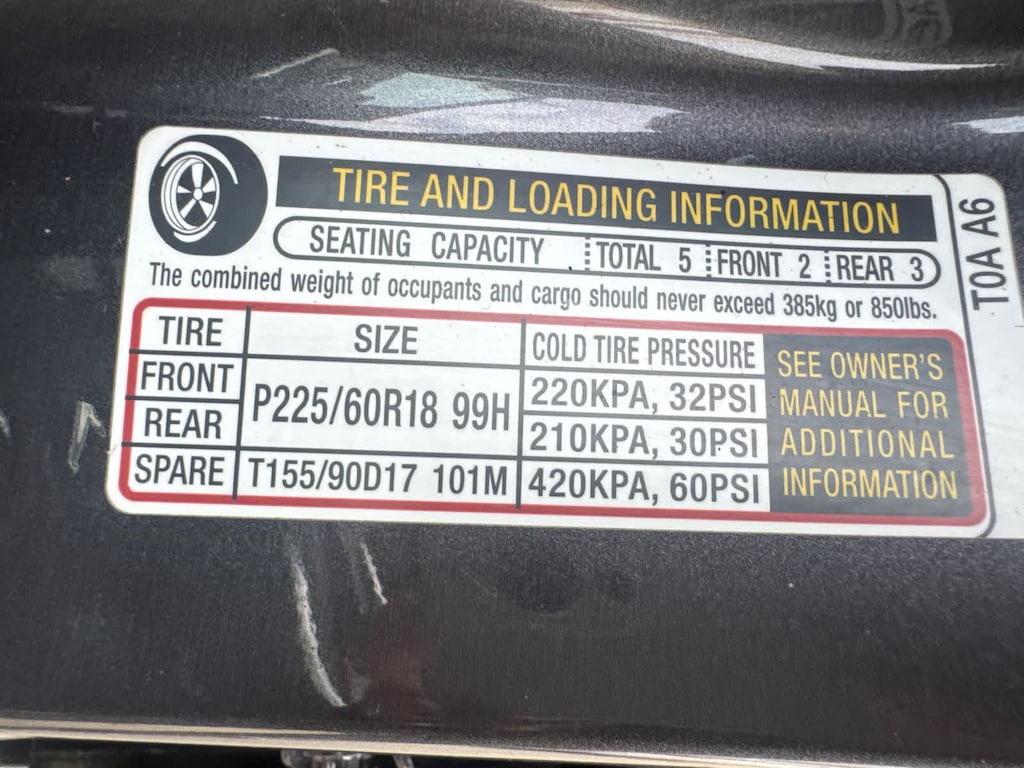 TIRE AND LOADING INFORMATION
SEATING CAPACITY TOTAL 5 FRONT 2 REAR 3
The combined weight of occupants and cargo should never exceed 385kg or 850lbs.
TIRE SIZE COLD TIRE PRESSURE
FRONT P225/60R18 99H 220KPA, 32PSI
REAR 210KPA, 30PSI
SPARE T155/90D17 101M 420KPA, 60PSI
SEE OWNER'S
MANUAL FOR
ADDITIONAL
INFORMATION
T0A A6